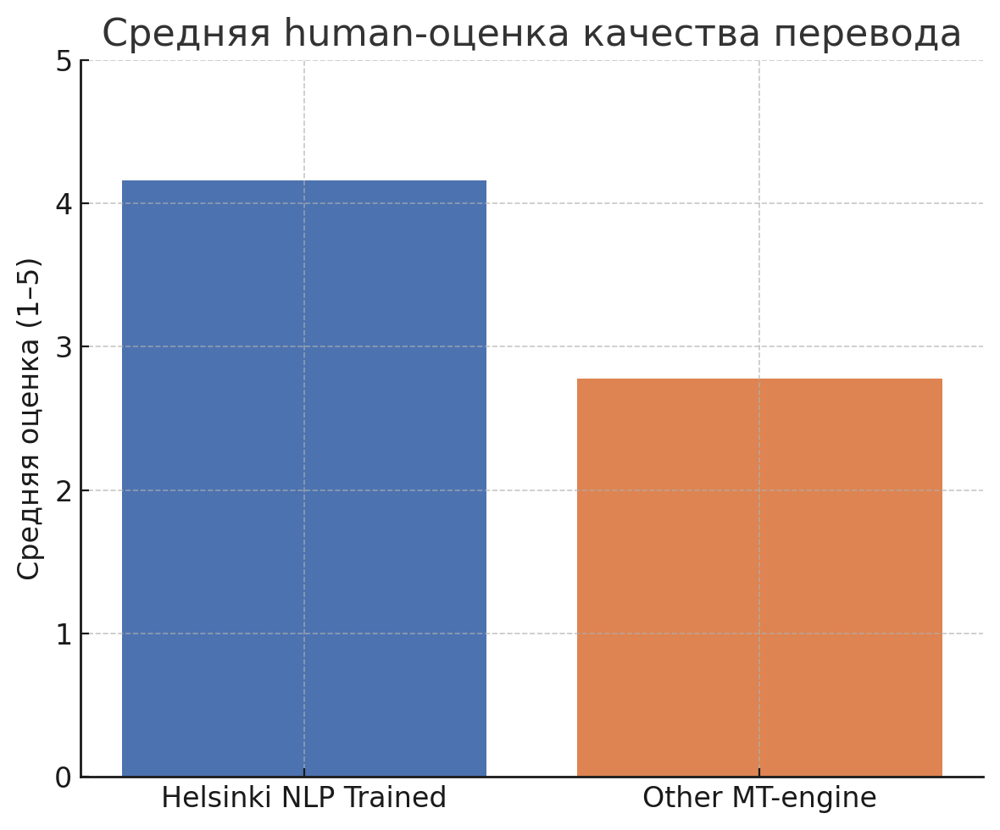 Средняя human-оценка качества перевода
Средняя оценка (1–5)
5
4
3
2
1
0
Helsinki NLP Trained
Other MT-engine